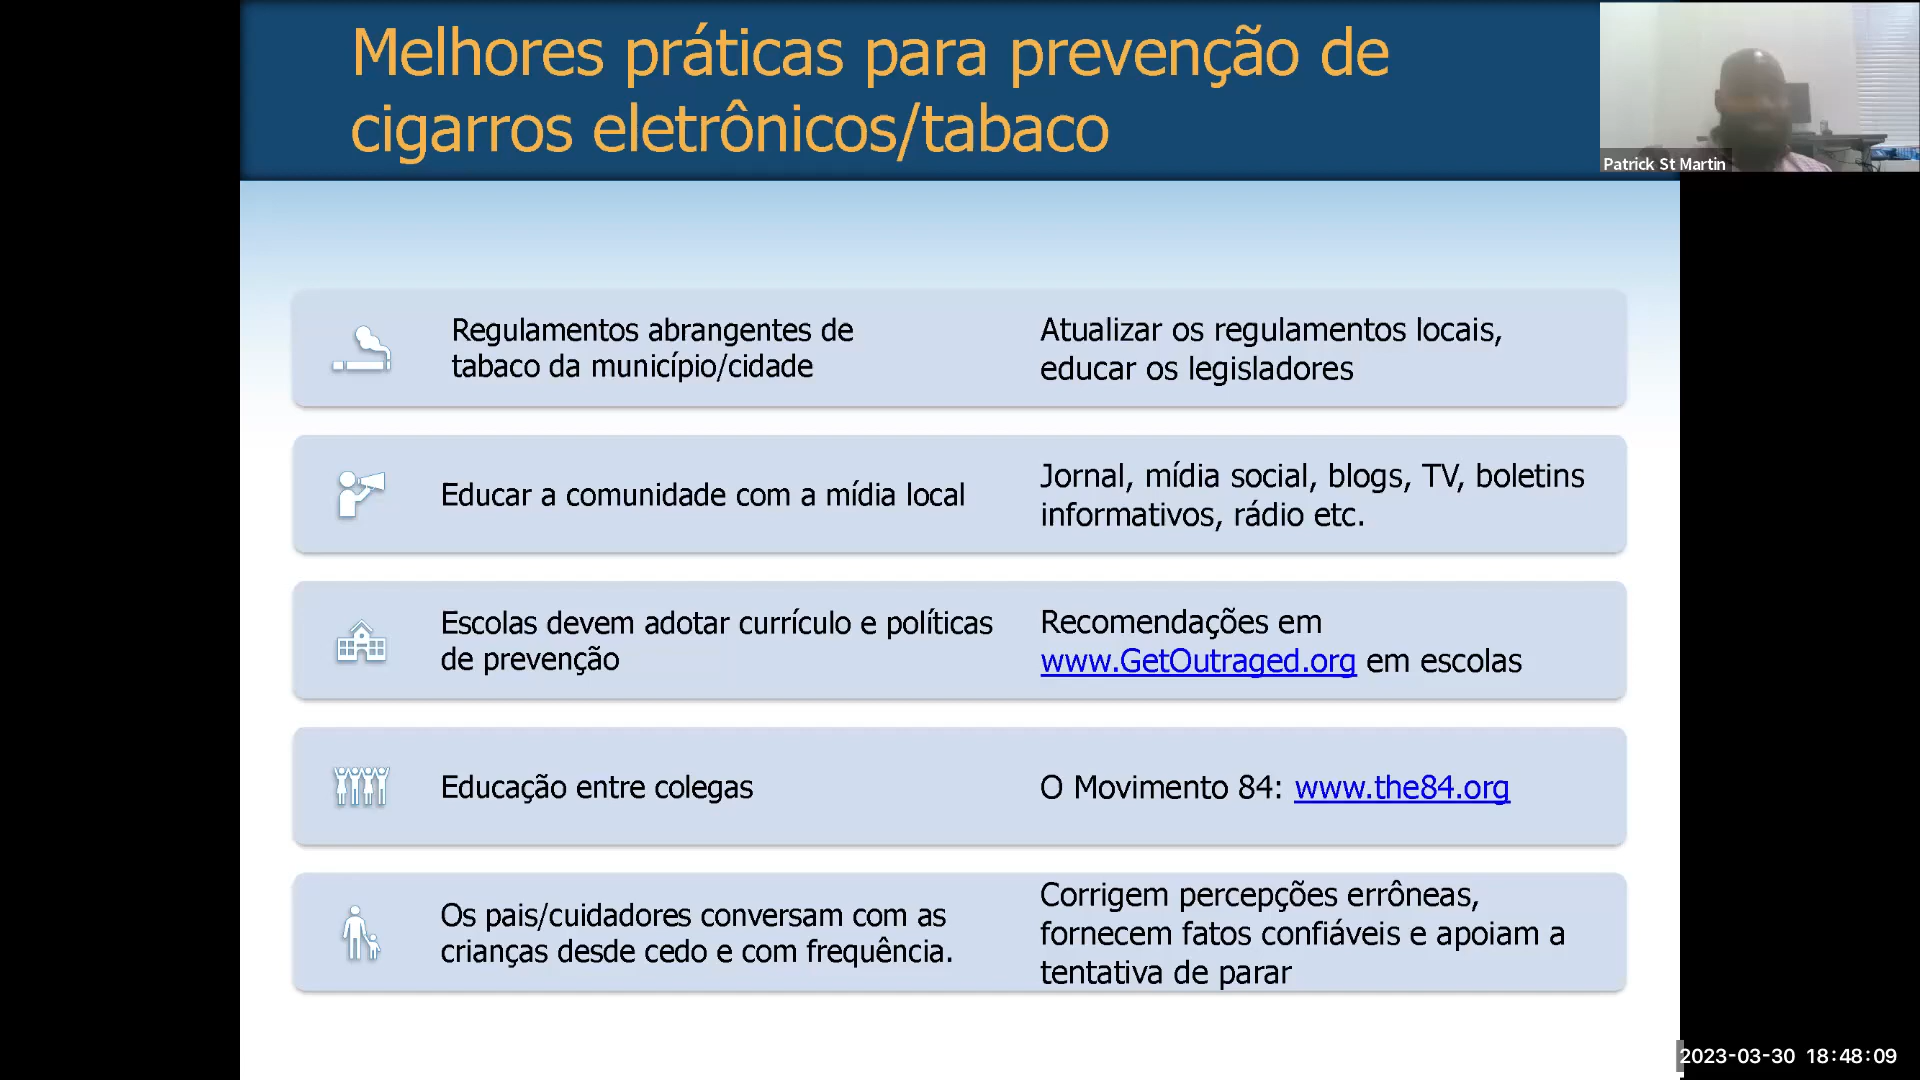 Melhores práticas para prevenção de
cigarros eletrônicos/tabaco
Patrick St Martin
Regulamentos abrangentes de
tabaco da município/cidade
Atualizar os regulamentos locais,
educar os legisladores
Educar a comunidade com a mídia local
Jornal, mídia social, blogs, TV, boletins
informativos, rádio etc.
Escolas devem adotar currículo e políticas
de prevenção
Recomendações em
www.GetOutraged.org em escolas
Educação entre colegas
O Movimento 84: www.the84.org
Os pais/cuidadores conversam com as
crianças desde cedo e com frequência.
Corrigem percepções errôneas,
fornecem fatos confiáveis e apoiam a
tentativa de parar
2023-03-30 18:48:09